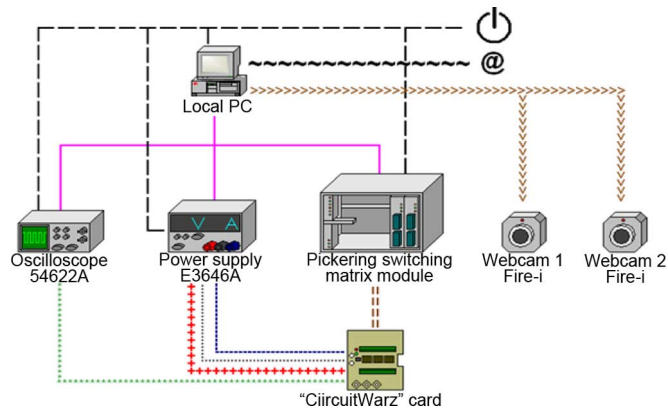 @
Local PC
V A
Oscilloscope
54622A
Power supply
E3646A
Pickering switching
matrix module
Webcam 1
Fire-i
Webcam 2
Fire-i
“CiircuitWarz” card